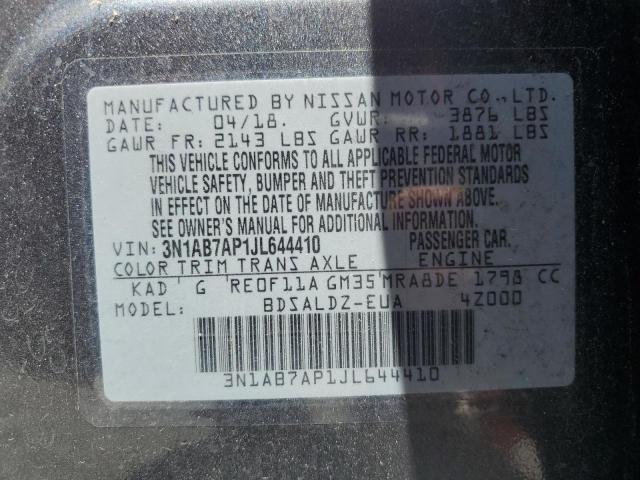 MANUFACTURED BY NISSAN MOTOR CO., LTD.
DATE: 04/18. GVWR: 3876 LBS
GAWR FR: 2143 LBS GAWR RR: 1881 LBS
THIS VEHICLE CONFORMS TO ALL APPLICABLE FEDERAL MOTOR
VEHICLE SAFETY, BUMPER AND THEFT PREVENTION STANDARDS
IN EFFECT ON THE DATE OF MANUFACTURE SHOWN ABOVE.
SEE OWNER'S MANUAL FOR ADDITIONAL INFORMATION.
VIN: 3N1AB7AP1JL644410 PASSENGER CAR.
COLOR TRIM TRANS AXLE ENGINE
KAD ' G 'RE0F11A GM35'MRA8DE 1798 CC
MODEL: BDSALDZ-EUA 4Z000
3N1AB7AP1JL644410